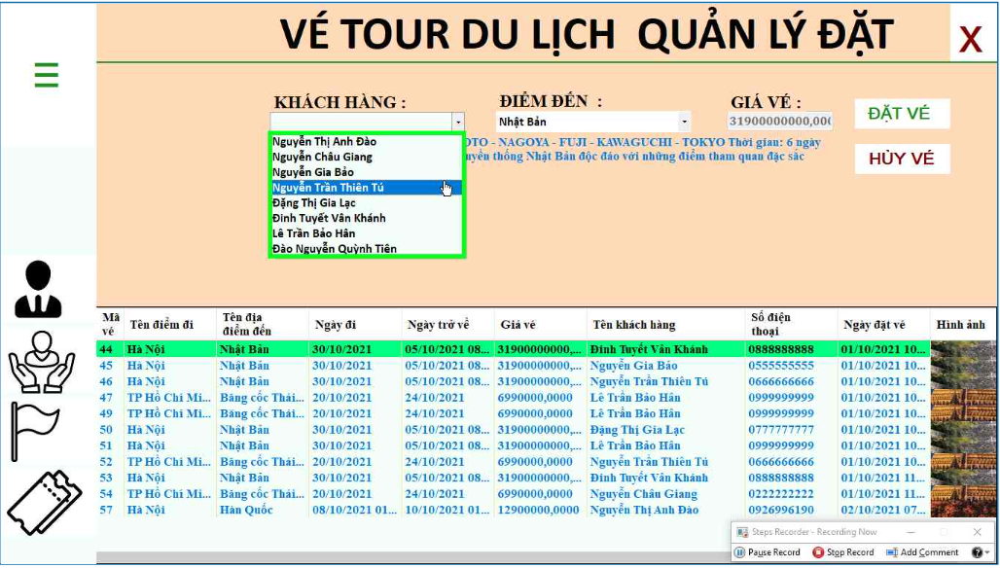 VÉ TOUR DU LỊCH QUẢN LÝ ĐẶT
X
KHÁCH HÀNG :
ĐIỂM ĐẾN :
GIÁ VÉ :
Nhật Bản
31900000000,000
ĐẶT VÉ
HỦY VÉ
OTO - NAGOYA - FUJI - KAWAGUCHI - TOKYO Thời gian: 6 ngày
thống Nhật Bản độc đáo với những điểm tham quan đặc sắc
Nguyễn Thị Anh Đào
Nguyễn Châu Giang
Nguyễn Gia Bảo
Nguyễn Trần Thiên Tú
Đặng Thị Gia Lạc
Đinh Tuyết Vân Khánh
Lê Trần Bảo Hân
Đào Nguyễn Quỳnh Tiên
Mã vé Tên điểm đi Tên địa điểm đến Ngày đi Ngày trở về Giá vé Tên khách hàng Số điện thoại Ngày đặt vé Hình ảnh
44 Hà Nội Nhật Bản 30/10/2021 05/10/2021 08... 31900000000,... Đinh Tuyết Vân Khánh 0888888888 01/10/2021 10...
45 Hà Nội Nhật Bản 30/10/2021 05/10/2021 08... 31900000000,... Nguyễn Gia Bảo 0555555555 01/10/2021 10...
46 Hà Nội Nhật Bản 30/10/2021 05/10/2021 08... 31900000000,... Nguyễn Trần Thiên Tú 0666666666 01/10/2021 10...
47 TP Hồ Chí Mi... Băng cốc Thái... 20/10/2021 24/10/2021 6990000,0000 Lê Trần Bảo Hân 0999999999 01/10/2021 10...
49 TP Hồ Chí Mi... Băng cốc Thái... 20/10/2021 24/10/2021 6990000,0000 Lê Trần Bảo Hân 0999999999 01/10/2021 10...
50 Hà Nội Nhật Bản 30/10/2021 05/10/2021 08... 31900000000,... Đặng Thị Gia Lạc 0777777777 01/10/2021 10...
51 Hà Nội Nhật Bản 30/10/2021 05/10/2021 08... 31900000000,... Lê Trần Bảo Hân 0999999999 01/10/2021 10...
52 TP Hồ Chí Mi... Băng cốc Thái... 20/10/2021 24/10/2021 6990000,0000 Nguyễn Trần Thiên Tú 0666666666 01/10/2021 10...
53 Hà Nội Nhật Bản 30/10/2021 05/10/2021 08... 31900000000,... Đinh Tuyết Vân Khánh 0888888888 01/10/2021 11...
54 TP Hồ Chí Mi... Băng cốc Thái... 20/10/2021 24/10/2021 6990000,0000 Nguyễn Châu Giang 0222222222 01/10/2021 11...
57 Hà Nội Hàn Quốc 08/10/2021 01... 10/10/2021 01... 12900000,0000 Nguyễn Thị Anh Đào 0926996190 02/10/2021 07...
Steps Recorder - Recording Now
Pause Record Stop Record Add Comment